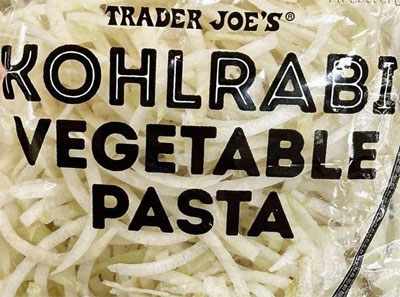 TRADER JOE'S®
KOHLRABI
VEGETABLE
PASTA